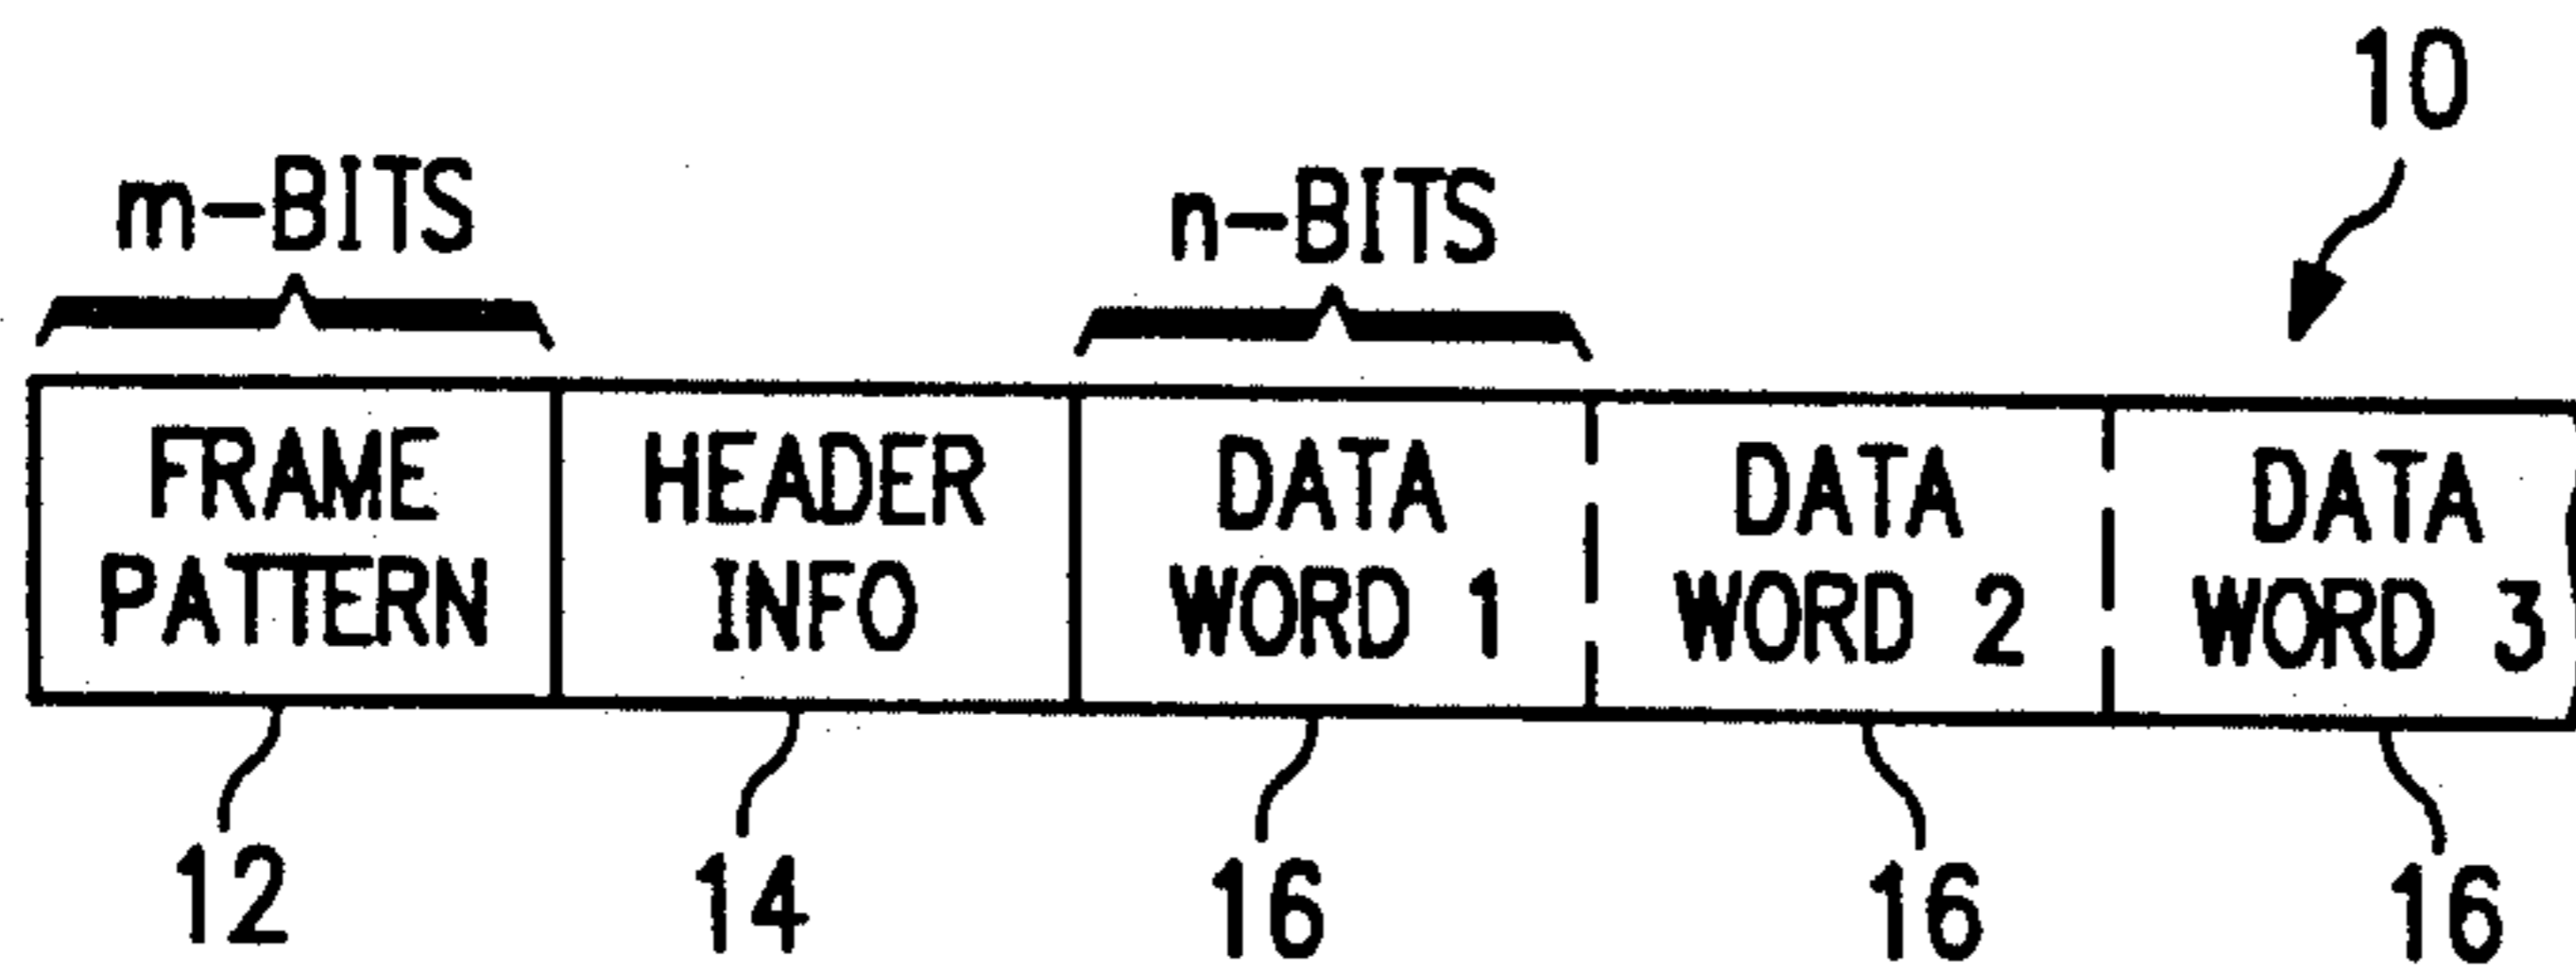 10
m-BITS
n-BITS
FRAME
PATTERN
HEADER
INFO
DATA
WORD 1
DATA
WORD 2
DATA
WORD 3
12
14
16
16
16